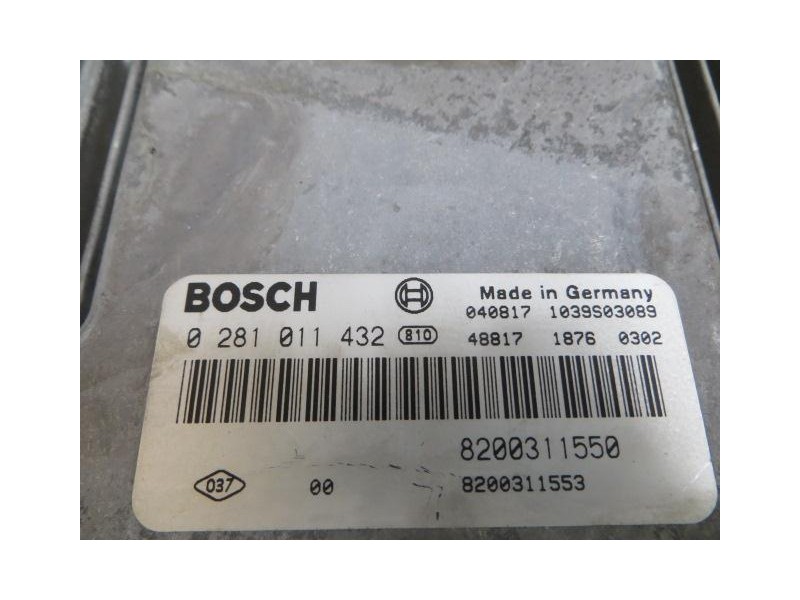 BOSCH
Made in Germany
040817 1039S03089
0 281 011 432 810
48817 1876 0302
8200311550
037 00 8200311553